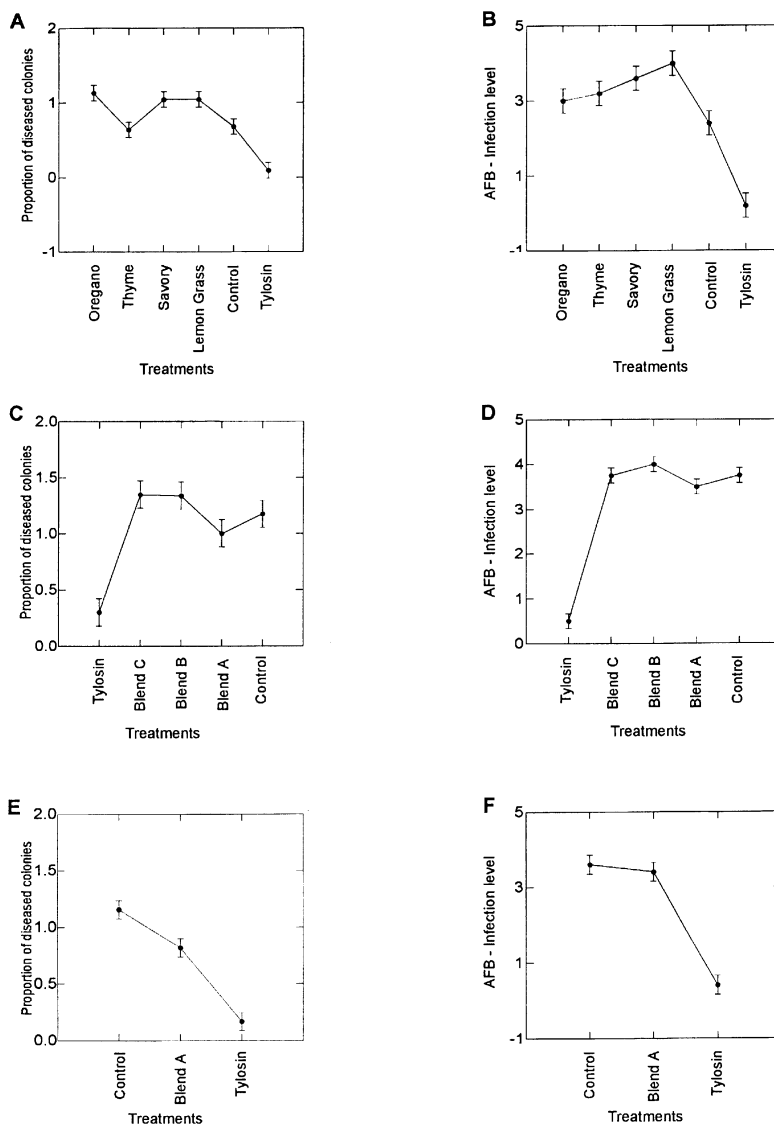 A
Proportion of diseased colonies
2
1
0
-1
Oregano
Thyme
Savory
Lemon Grass
Control
Tylosin
Treatments
B
AFB - Infection level
5
3
1
-1
Oregano
Thyme
Savory
Lemon Grass
Control
Tylosin
Treatments
C
Proportion of diseased colonies
2.0
1.5
1.0
0.5
0.0
Tylosin
Blend C
Blend B
Blend A
Control
Treatments
D
AFB - Infection level
5
4
3
2
1
0
Tylosin
Blend C
Blend B
Blend A
Control
Treatments
E
Proportion of diseased colonies
2.0
1.5
1.0
0.5
0.0
Control
Blend A
Tylosin
Treatments
F
AFB - Infection level
5
3
1
-1
Control
Blend A
Tylosin
Treatments